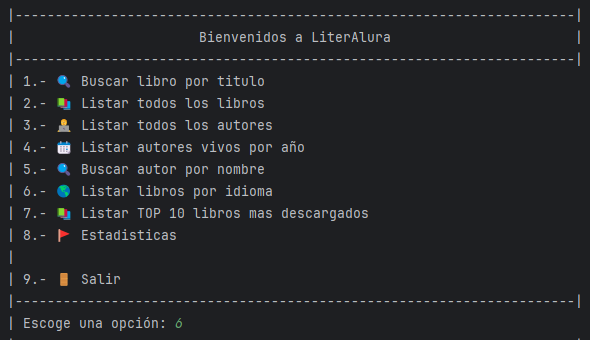 |----------------------------------------------------------------------|
| Bienvenidos a LiterAlura |
|----------------------------------------------------------------------|
| 1.- 🔍 Buscar libro por titulo
| 2.- 📚 Listar todos los libros
| 3.- 👨‍💻 Listar todos los autores
| 4.- 📅 Listar autores vivos por año
| 5.- 🔍 Buscar autor por nombre
| 6.- 🌎 Listar libros por idioma
| 7.- 📚 Listar TOP 10 libros mas descargados
| 8.- 🚩 Estadisticas
|
| 9.- 🚪 Salir
|----------------------------------------------------------------------|
| Escoge una opción: ó